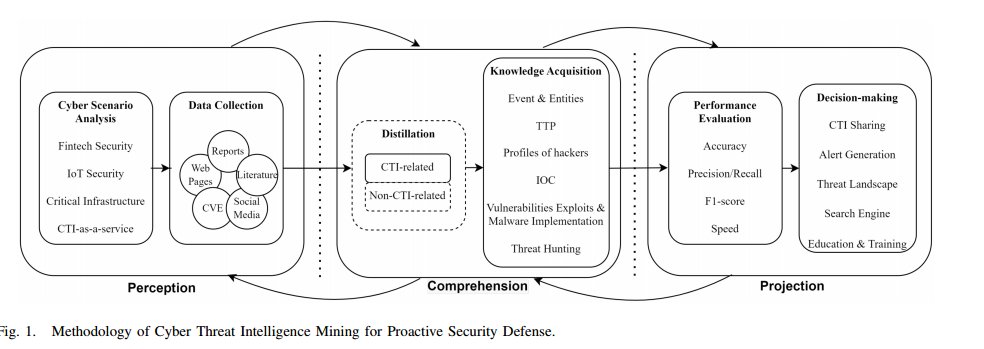 Cyber Scenario
Analysis
Fintech Security
IoT Security
Critical Infrastructure
CTI-as-a-service
Data Collection
Reports
Web
Pages
Literature
CVE
Social
Media
Perception
Distillation
CTI-related
Non-CTI-related
Knowledge Acquisition
Event & Entities
TTP
Profiles of hackers
IOC
Vulnerabilities Exploits &
Malware Implementation
Threat Hunting
Comprehension
Performance
Evaluation
Accuracy
Precision/Recall
F1-score
Speed
Decision-making
CTI Sharing
Alert Generation
Threat Landscape
Search Engine
Education & Training
Projection
Fig. 1. Methodology of Cyber Threat Intelligence Mining for Proactive Security Defense.